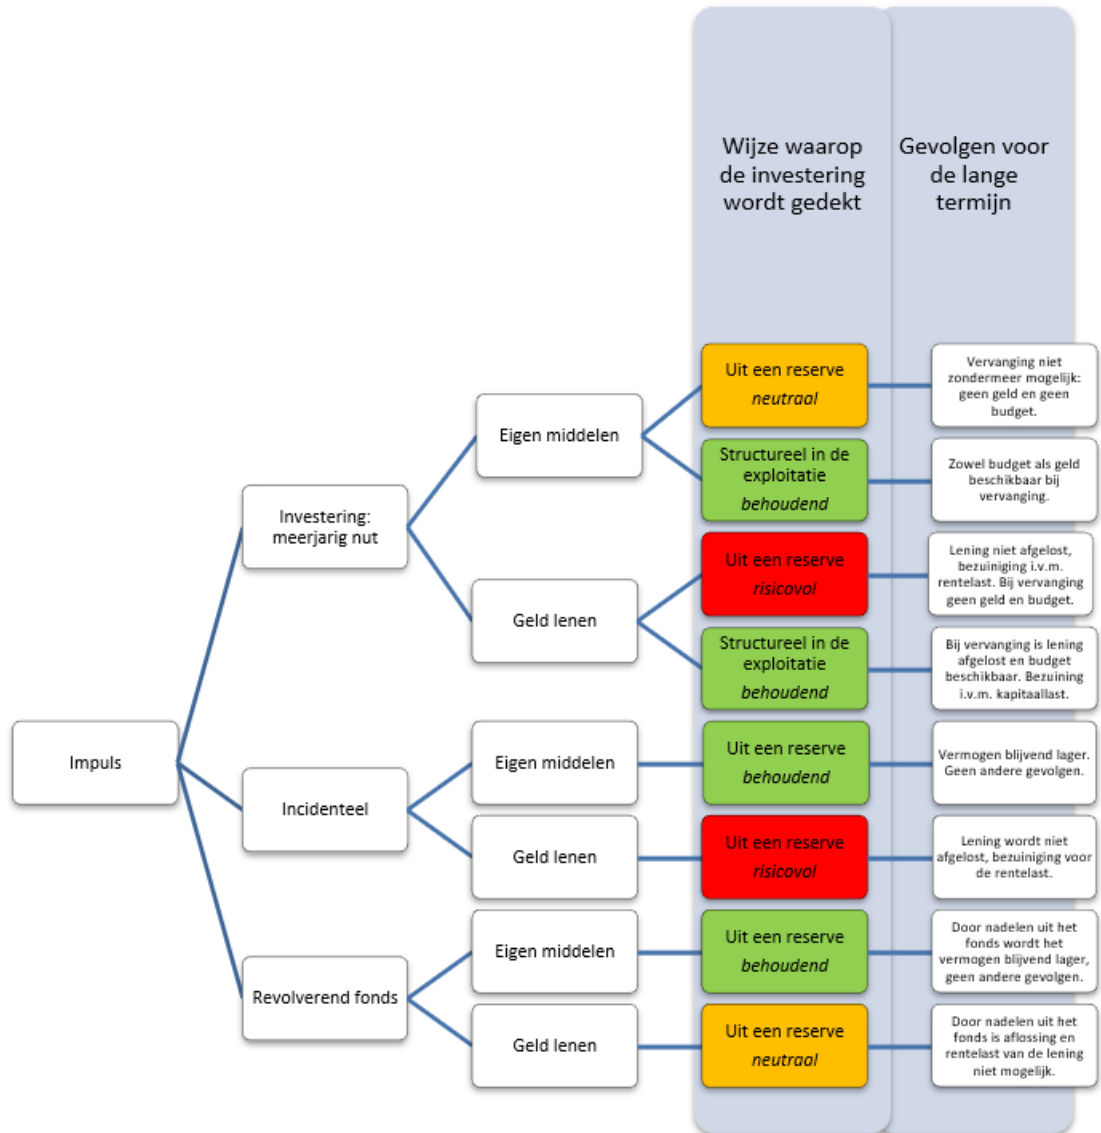 Wijze waarop
de investering
wordt gedekt
Gevolgen voor
de lange
termijn
Impuls
Investering:
meerjarig nut
Eigen middelen
Uit een reserve
neutraal
Vervanging niet
zondermeer mogelijk:
geen geld en geen
budget.
Structureel in de
exploitatie
behoudend
Zowel budget als geld
beschikbaar bij
vervanging.
Geld lenen
Uit een reserve
risicovol
Lening niet afgelost,
bezuiniging i.v.m.
rentelast. Bij vervanging
geen geld en budget.
Structureel in de
exploitatie
behoudend
Bij vervanging is lening
afgelost en budget
beschikbaar. Bezuining
i.v.m. kapitaallast.
Incidenteel
Eigen middelen
Uit een reserve
behoudend
Vermogen blijvend lager.
Geen andere gevolgen.
Geld lenen
Uit een reserve
risicovol
Lening wordt niet
afgelost, bezuiniging voor
de rentelast.
Revolverend fonds
Eigen middelen
Uit een reserve
behoudend
Door nadelen uit het
fonds wordt het
vermogen blijvend lager,
geen andere gevolgen.
Geld lenen
Uit een reserve
neutraal
Door nadelen uit het
fonds is aflossing en
rentelast van de lening
niet mogelijk.